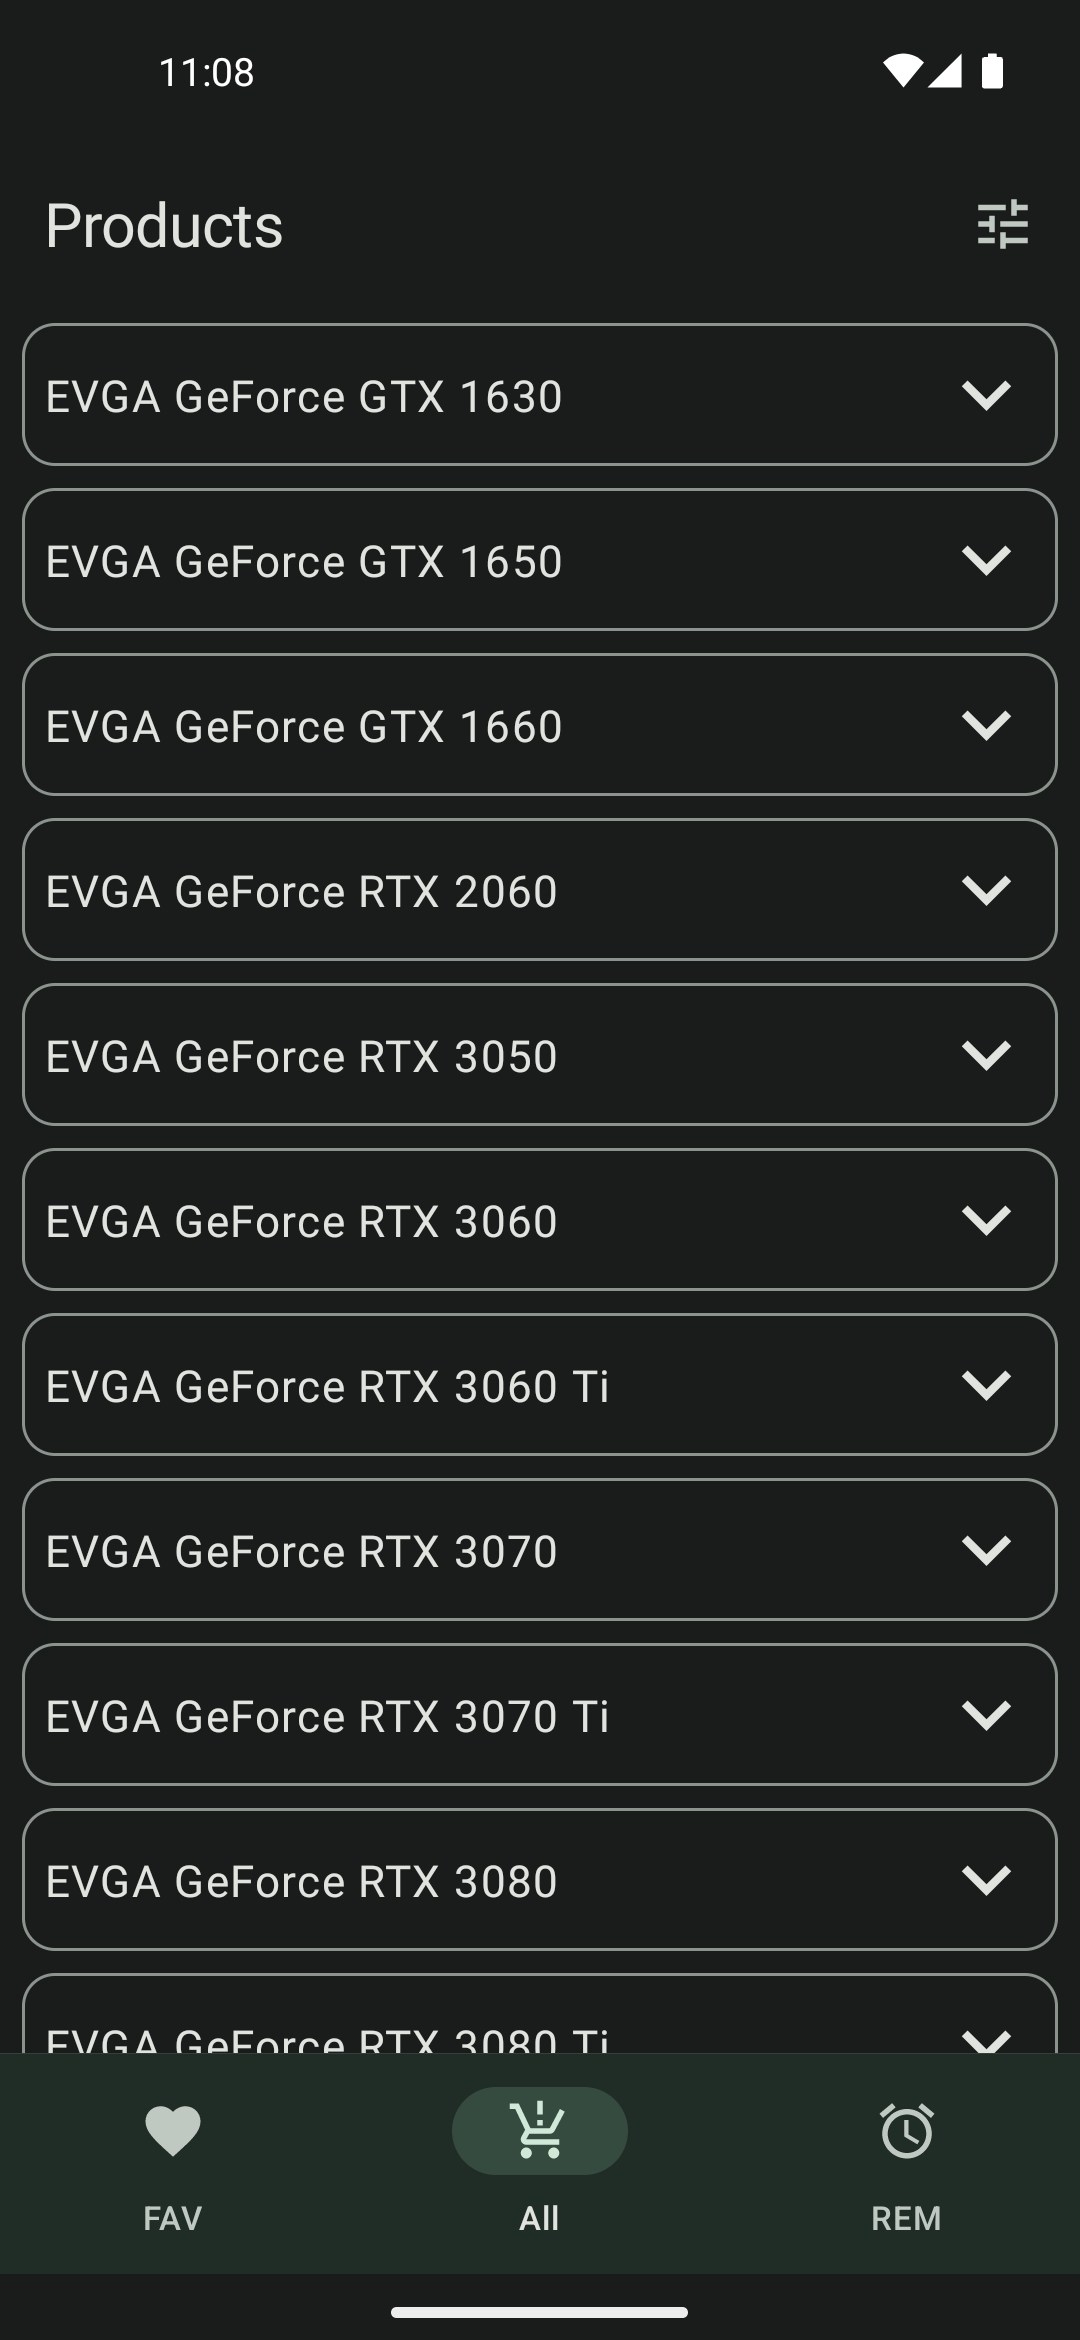 11:08
Products
EVGA GeForce GTX 1630
EVGA GeForce GTX 1650
EVGA GeForce GTX 1660
EVGA GeForce RTX 2060
EVGA GeForce RTX 3050
EVGA GeForce RTX 3060
EVGA GeForce RTX 3060 Ti
EVGA GeForce RTX 3070
EVGA GeForce RTX 3070 Ti
EVGA GeForce RTX 3080
EVGA GeForce RTX 3080 Ti
FAV
All
REM